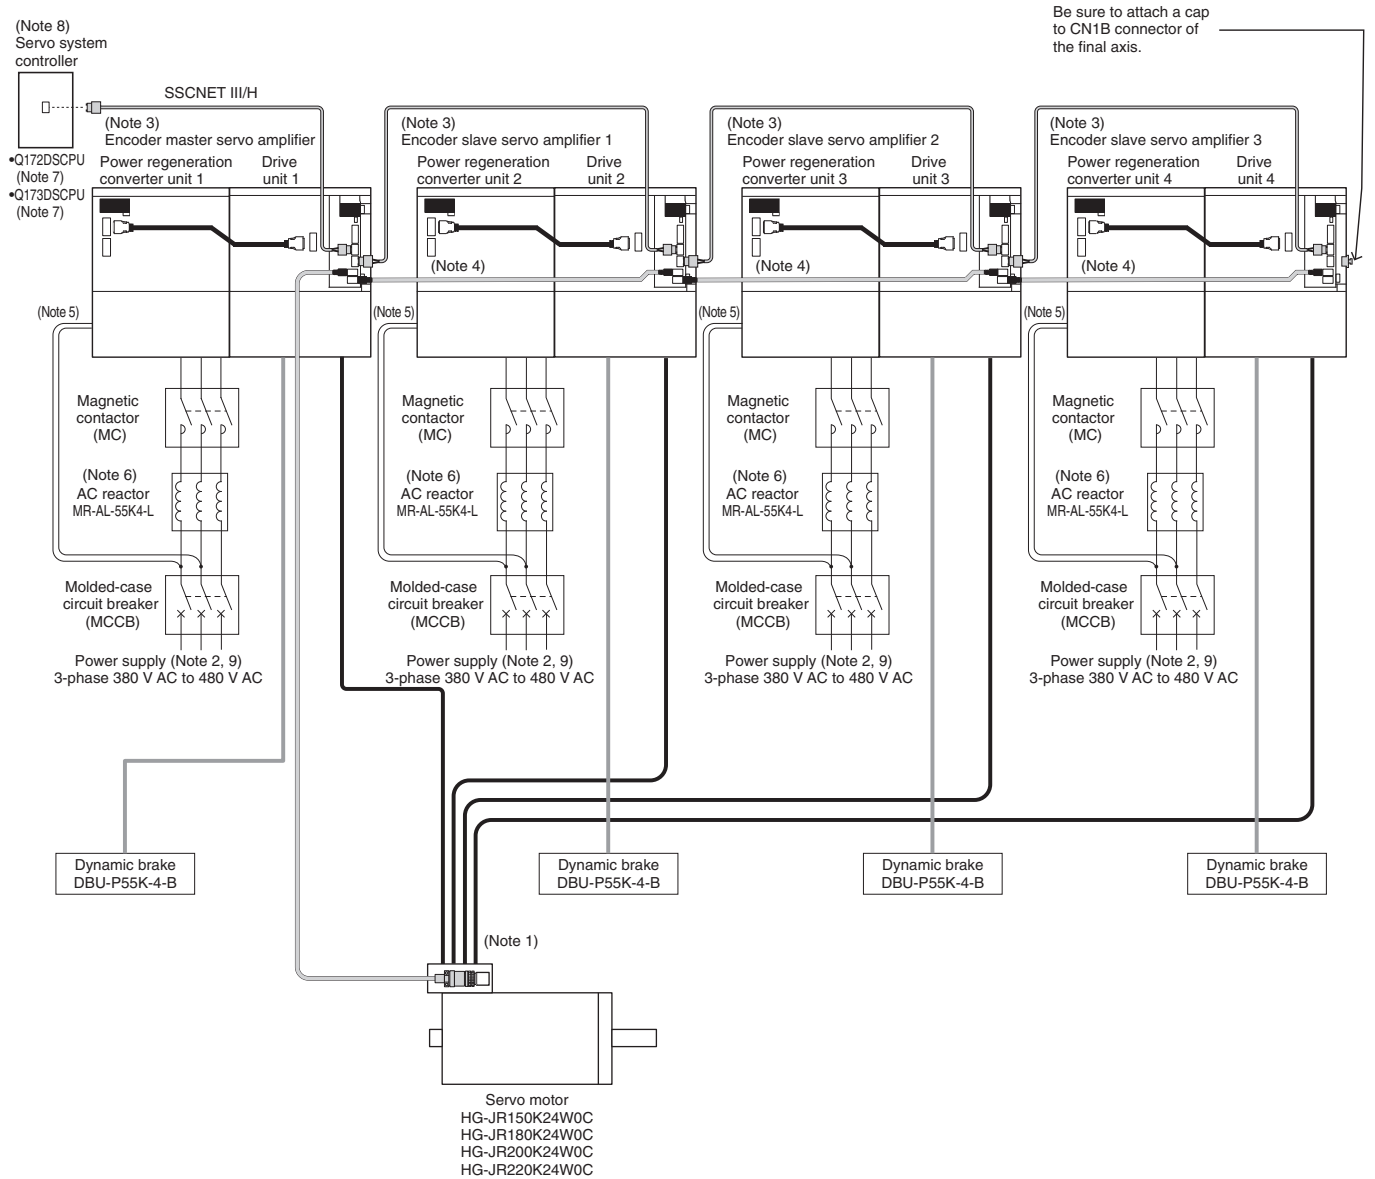 Be sure to attach a cap
to CN1B connector of
the final axis.
(Note 8)
Servo system
controller
SSCNET III/H
•Q172DSCPU
(Note 7)
•Q173DSCPU
(Note 7)
(Note 3)
Encoder master servo amplifier
Power regeneration
converter unit 1
Drive
unit 1
(Note 3)
Encoder slave servo amplifier 1
Power regeneration
converter unit 2
Drive
unit 2
(Note 3)
Encoder slave servo amplifier 2
Power regeneration
converter unit 3
Drive
unit 3
(Note 3)
Encoder slave servo amplifier 3
Power regeneration
converter unit 4
Drive
unit 4
(Note 4)
(Note 4)
(Note 4)
(Note 5)
(Note 5)
(Note 5)
(Note 5)
Magnetic
contactor
(MC)
Magnetic
contactor
(MC)
Magnetic
contactor
(MC)
Magnetic
contactor
(MC)
(Note 6)
AC reactor
MR-AL-55K4-L
(Note 6)
AC reactor
MR-AL-55K4-L
(Note 6)
AC reactor
MR-AL-55K4-L
(Note 6)
AC reactor
MR-AL-55K4-L
Molded-case
circuit breaker
(MCCB)
Molded-case
circuit breaker
(MCCB)
Molded-case
circuit breaker
(MCCB)
Molded-case
circuit breaker
(MCCB)
Power supply (Note 2, 9)
3-phase 380 V AC to 480 V AC
Power supply (Note 2, 9)
3-phase 380 V AC to 480 V AC
Power supply (Note 2, 9)
3-phase 380 V AC to 480 V AC
Power supply (Note 2, 9)
3-phase 380 V AC to 480 V AC
Dynamic brake
DBU-P55K-4-B
Dynamic brake
DBU-P55K-4-B
Dynamic brake
DBU-P55K-4-B
Dynamic brake
DBU-P55K-4-B
(Note 1)
Servo motor
HG-JR150K24W0C
HG-JR180K24W0C
HG-JR200K24W0C
HG-JR220K24W0C